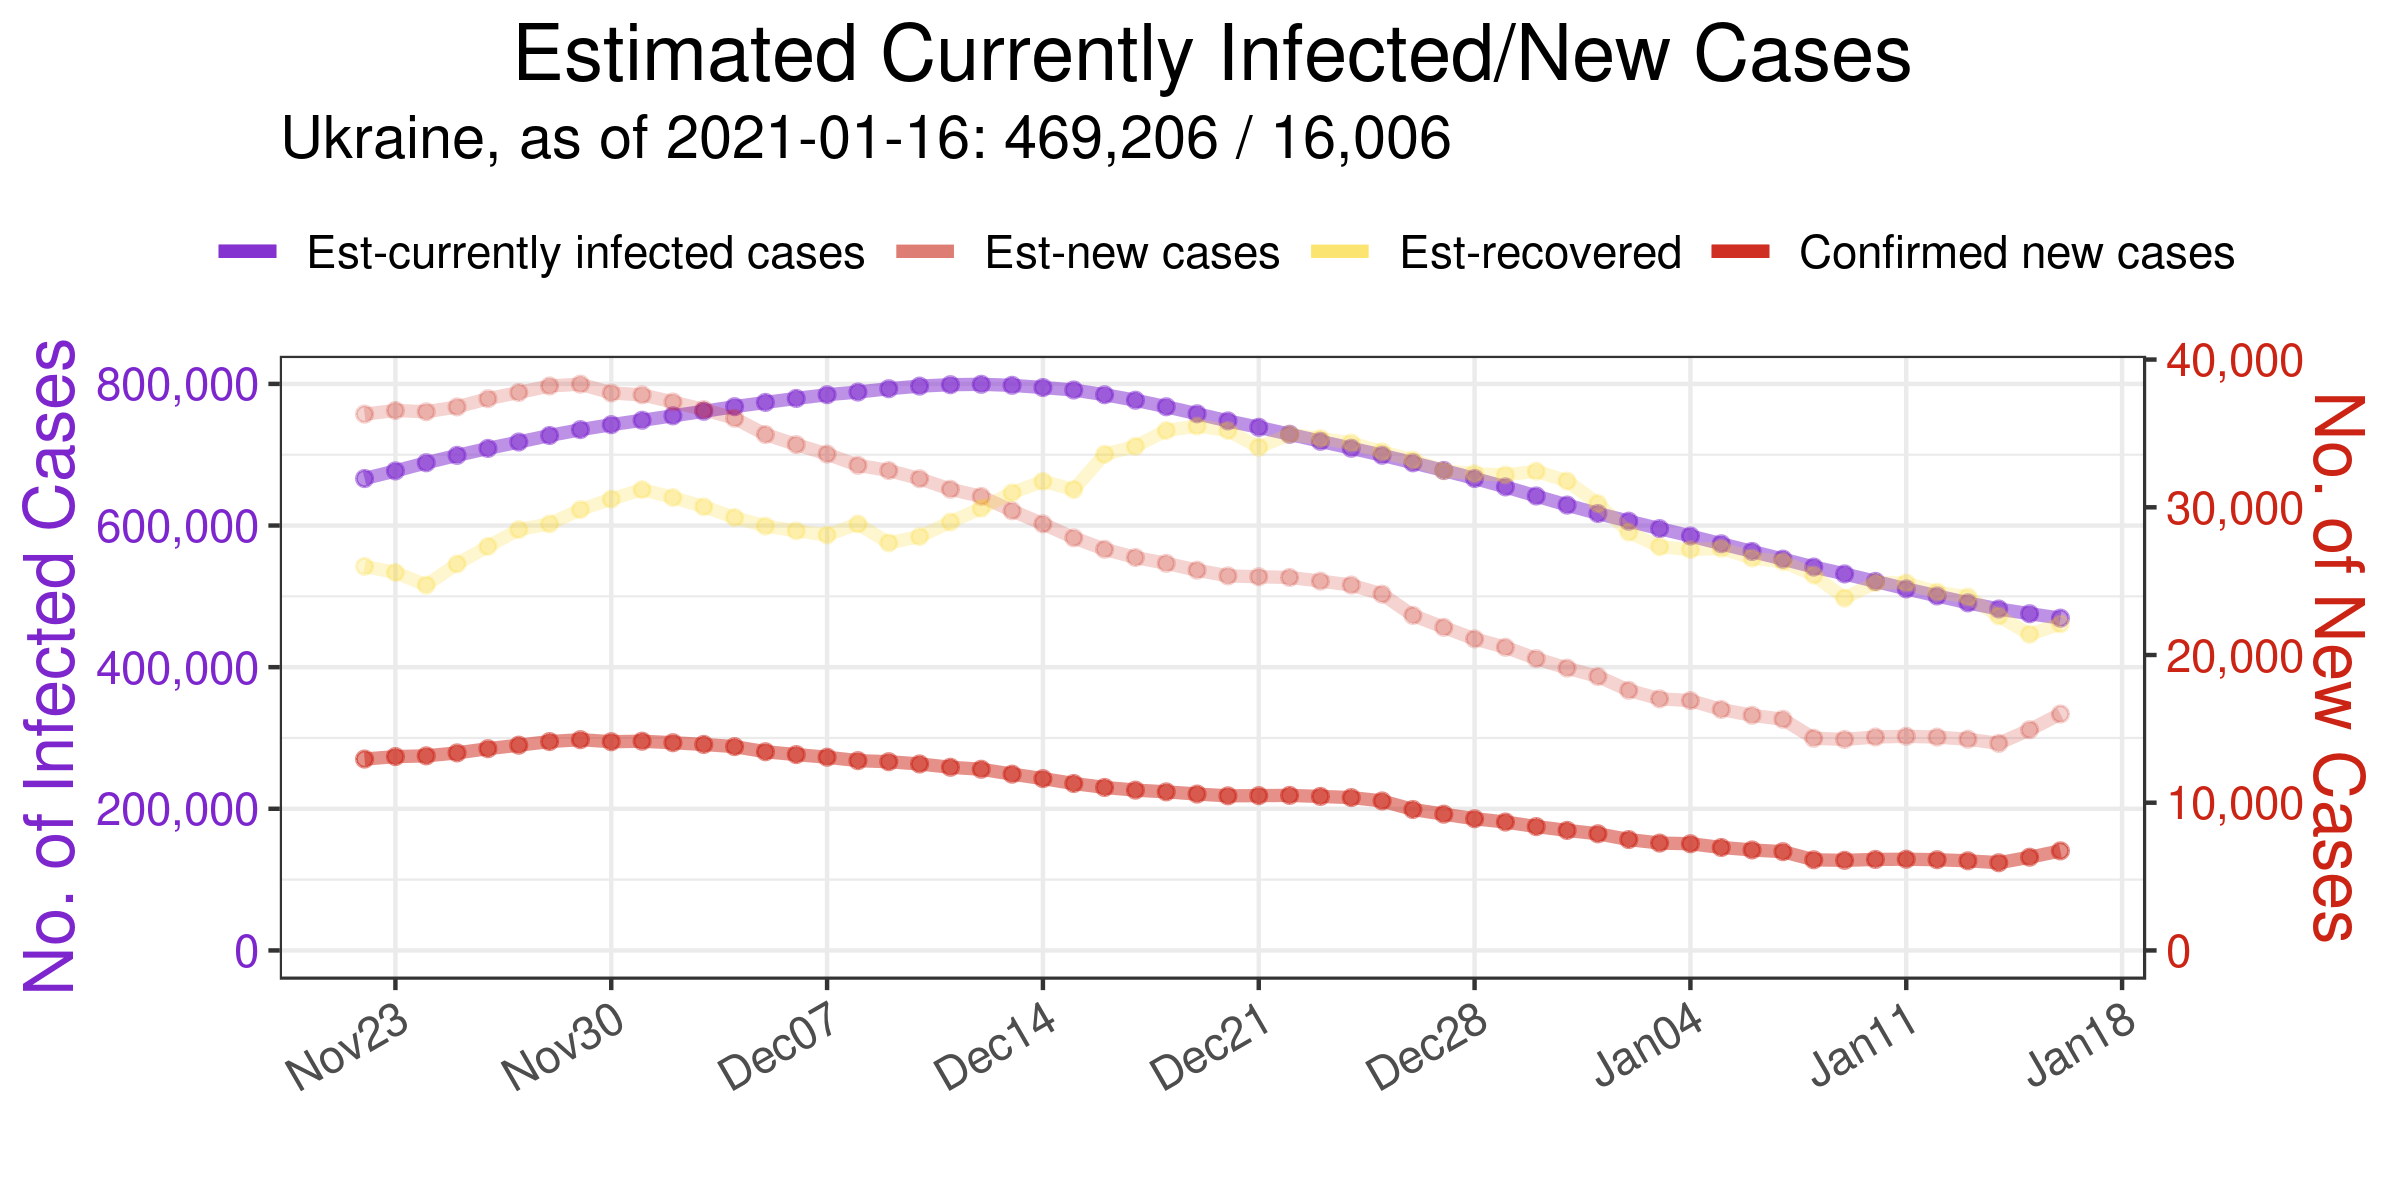 Estimated Currently Infected/New Cases
Ukraine, as of 2021-01-16: 469,206 / 16,006
Est-currently infected cases Est-new cases Est-recovered Confirmed new cases
No. of Infected Cases
800,000
600,000
400,000
200,000
0
40,000
30,000
20,000
10,000
0
No. of New Cases
Nov23 Nov30 Dec07 Dec14 Dec21 Dec28 Jan04 Jan11 Jan18